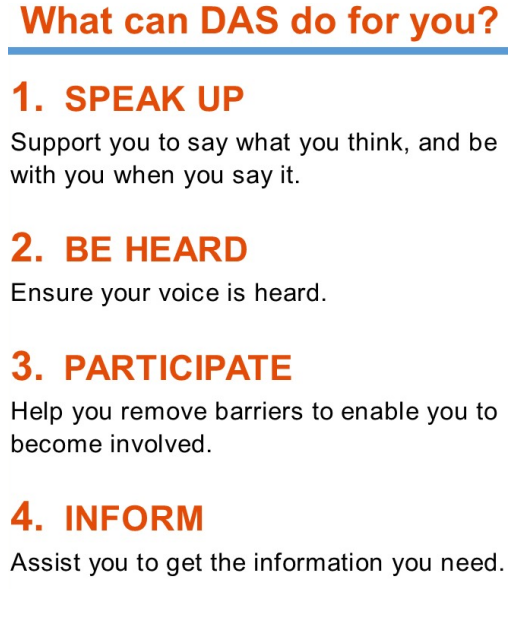 What can DAS do for you?
1. SPEAK UP
Support you to say what you think, and be
with you when you say it.
2. BE HEARD
Ensure your voice is heard.
3. PARTICIPATE
Help you remove barriers to enable you to
become involved.
4. INFORM
Assist you to get the information you need.